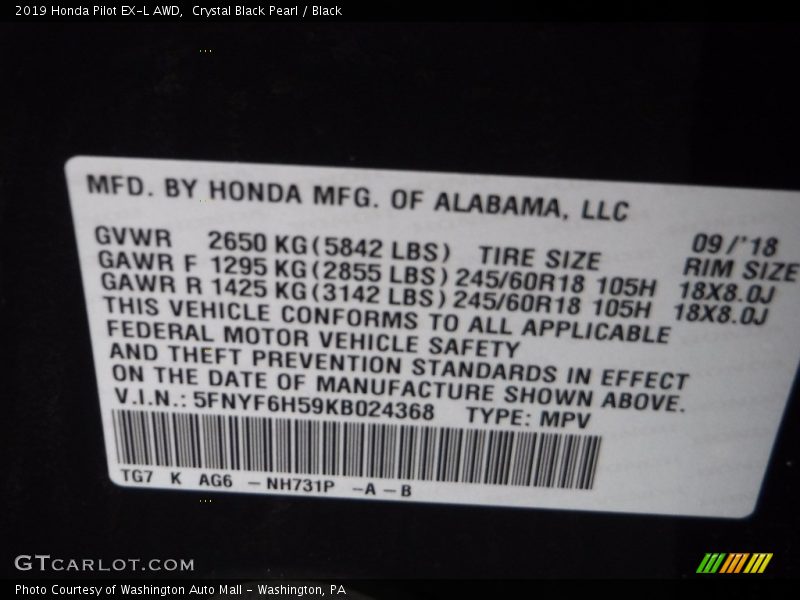 2019 Honda Pilot EX-L AWD, Crystal Black Pearl / Black
MFD. BY HONDA MFG. OF ALABAMA, LLC
09/'18
GVWR 2650 KG(5842 LBS) TIRE SIZE RIM SIZE
GAWR F 1295 KG(2855 LBS) 245/60R18 105H 18X8.0J
GAWR R 1425 KG(3142 LBS) 245/60R18 105H 18X8.0J
THIS VEHICLE CONFORMS TO ALL APPLICABLE
FEDERAL MOTOR VEHICLE SAFETY
AND THEFT PREVENTION STANDARDS IN EFFECT
ON THE DATE OF MANUFACTURE SHOWN ABOVE.
V.I.N.: 5FNYF6H59KB024368 TYPE: MPV
TG7 K AG6 -NH731P -A-B
GTCARLOT.COM
Photo Courtesy of Washington Auto Mall - Washington, PA